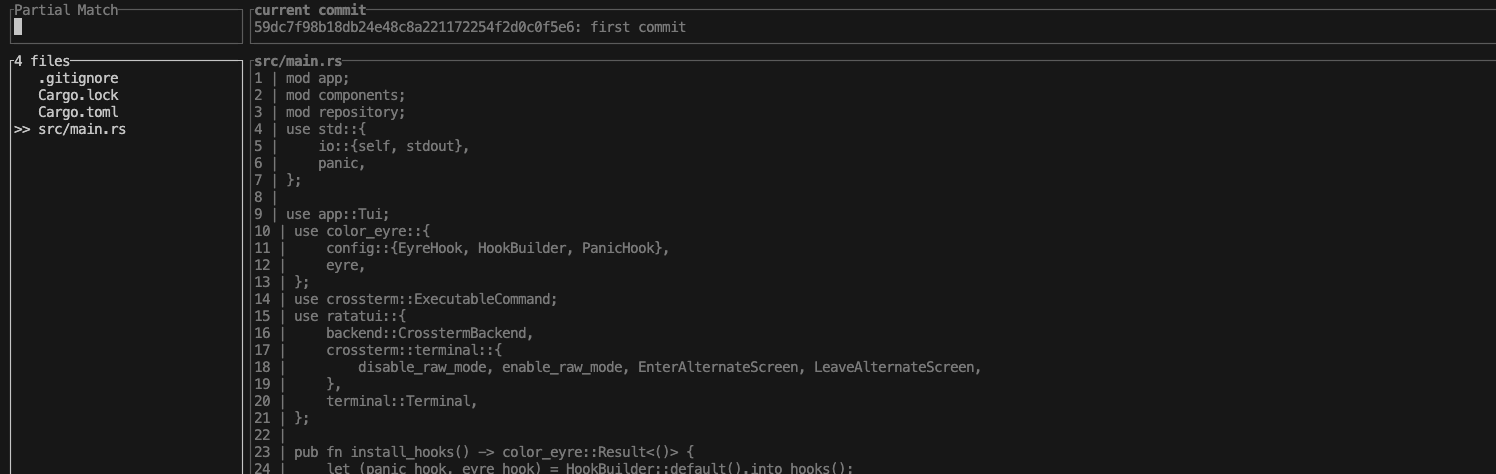 Partial Match
current commit
59dc7f98b18db24e48c8a221172254f2d0c0f5e6: first commit
4 files
.gitignore
Cargo.lock
Cargo.toml
>> src/main.rs
src/main.rs
1 | mod app;
2 | mod components;
3 | mod repository;
4 | use std::{
5 |     io::{self, stdout},
6 |     panic,
7 | };
8 |
9 | use app::Tui;
10 | use color_eyre::{
11 |     config::{EyreHook, HookBuilder, PanicHook},
12 |     eyre,
13 | };
14 | use crossterm::ExecutableCommand;
15 | use ratatui::{
16 |     backend::CrosstermBackend,
17 |     crossterm::terminal::{
18 |         disable_raw_mode, enable_raw_mode, EnterAlternateScreen, LeaveAlternateScreen,
19 |     },
20 |     terminal::Terminal,
21 | };
22 |
23 | pub fn install_hooks() -> color_eyre::Result<()> {
24 |     let (panic_hook, eyre_hook) = HookBuilder::default().into_hooks();